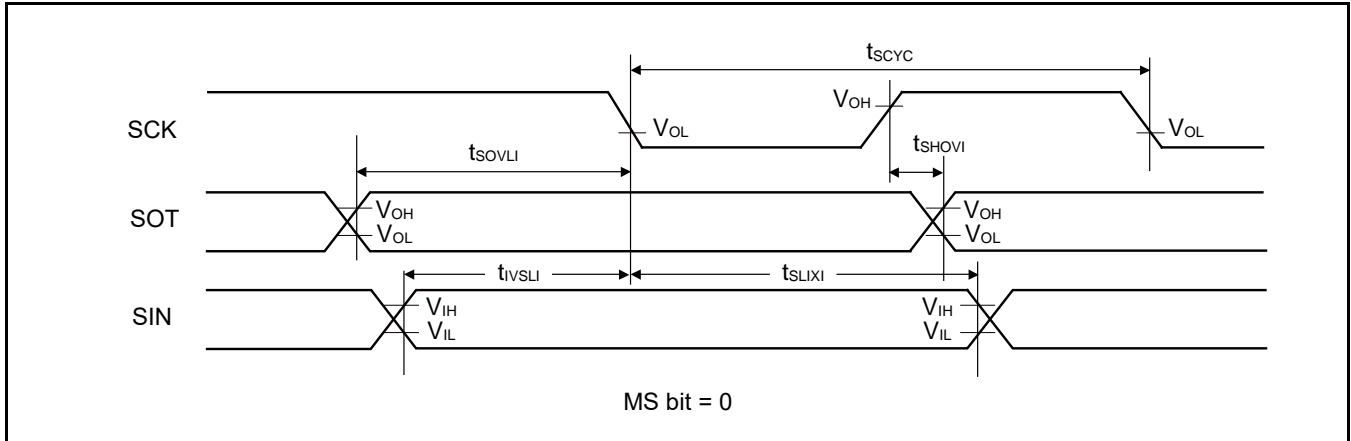 tSCYC
VOH
SCK
VOL
VOL
tSHOVI
tSOVLI
SOT
VOH
VOL
VOH
VOL
tIVSLI
tSLIXI
SIN
VIH
VIL
VIH
VIL
MS bit = 0